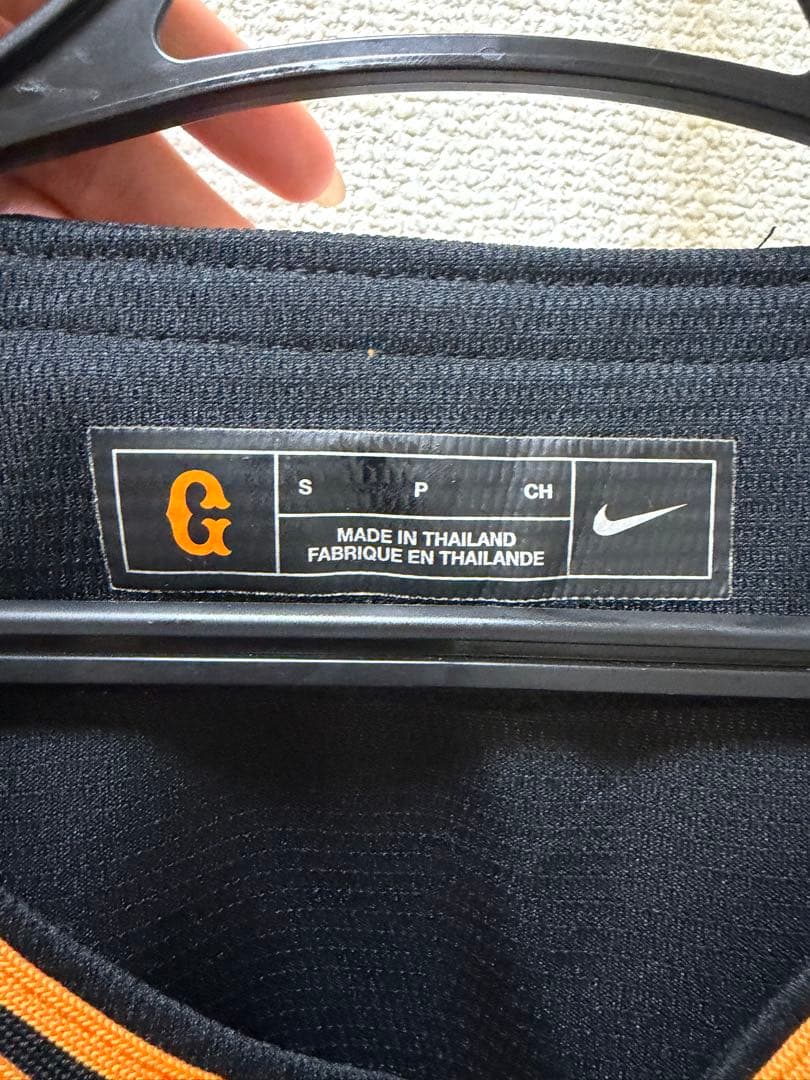 G
S P CH
MADE IN THAILAND
FABRIQUE EN THAILANDE